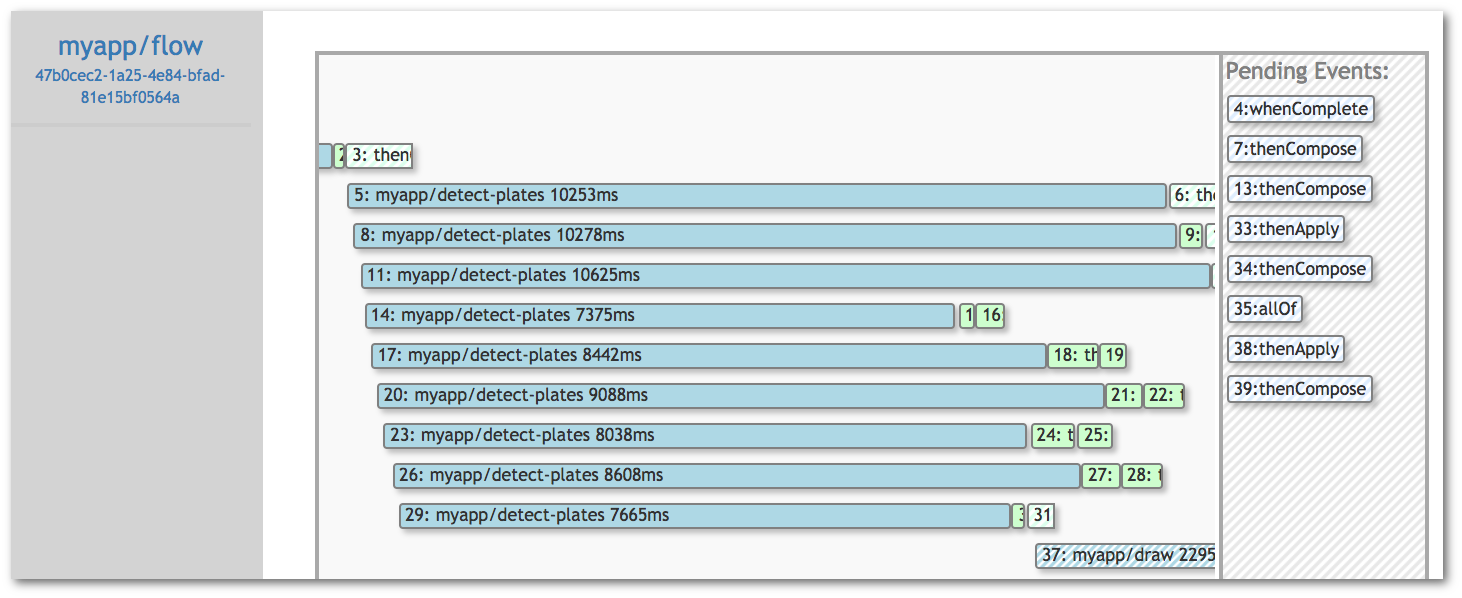 myapp/flow
47b0cec2-1a25-4e84-bfad-
81e15bf0564a
3: then
5: myapp/detect-plates 10253ms
6: the
8: myapp/detect-plates 10278ms
9:
11: myapp/detect-plates 10625ms
14: myapp/detect-plates 7375ms
1
16
17: myapp/detect-plates 8442ms
18: th
19
20: myapp/detect-plates 9088ms
21:
22: t
23: myapp/detect-plates 8038ms
24: t
25:
26: myapp/detect-plates 8608ms
27:
28: t
29: myapp/detect-plates 7665ms
31
37: myapp/draw 2295
Pending Events:
4:whenComplete
7:thenCompose
13:thenCompose
33:thenApply
34:thenCompose
35:allOf
38:thenApply
39:thenCompose